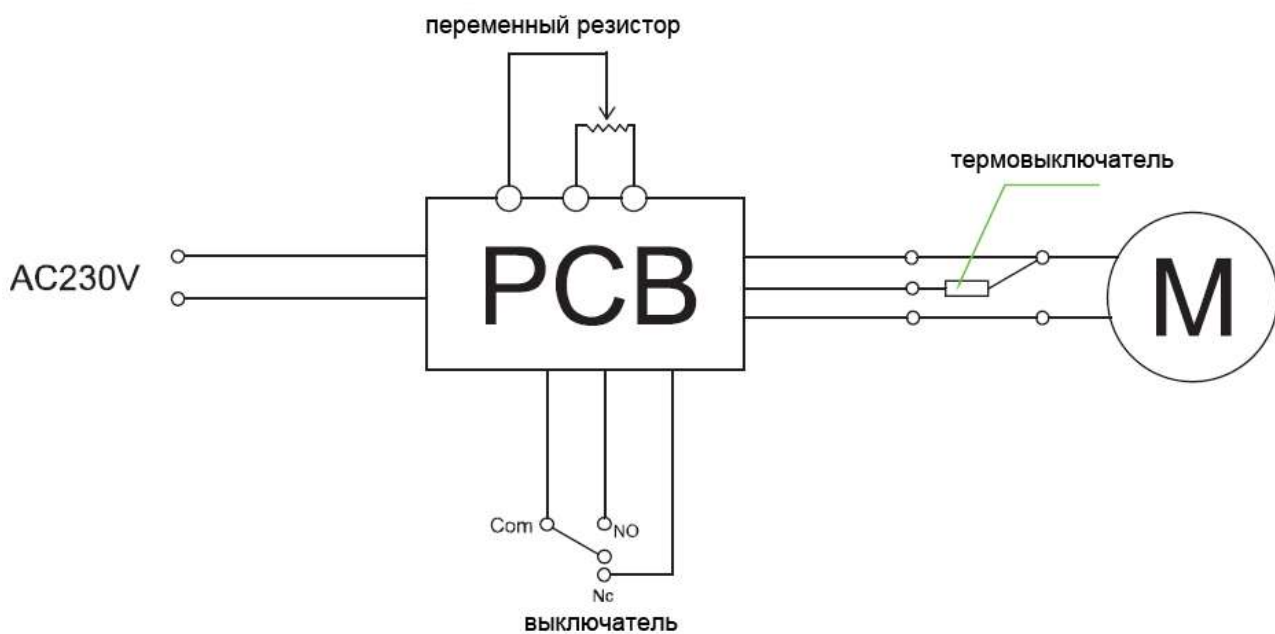 переменный резистор
термовыключатель
AC230V
PCB
M
Com
NO
Nc
выключатель